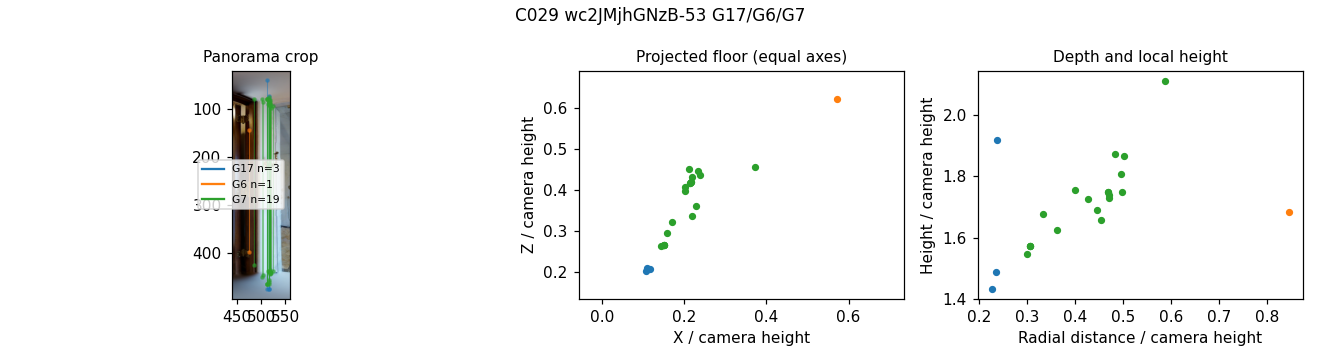 C029 wc2JMjhGNzB-53 G17/G6/G7
Panorama crop
100
200
300
400
450
500
550
G17 n=3
G6 n=1
G7 n=19
Projected floor (equal axes)
Z / camera height
0.6
0.5
0.4
0.3
0.2
0.0
0.2
0.4
0.6
X / camera height
Depth and local height
Height / camera height
2.0
1.8
1.6
1.4
0.2
0.3
0.4
0.5
0.6
0.7
0.8
Radial distance / camera height